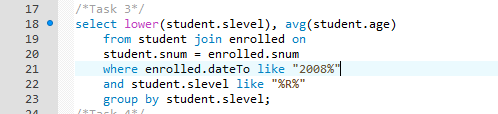 17 /*Task 3*/
18 select lower(student.slevel), avg(student.age)
19 from student join enrolled on
20 student.snum = enrolled.snum
21 where enrolled.dateTo like "2008%"
22 and student.slevel like "%R%"
23 group by student.slevel;
24 /*Task 4*/